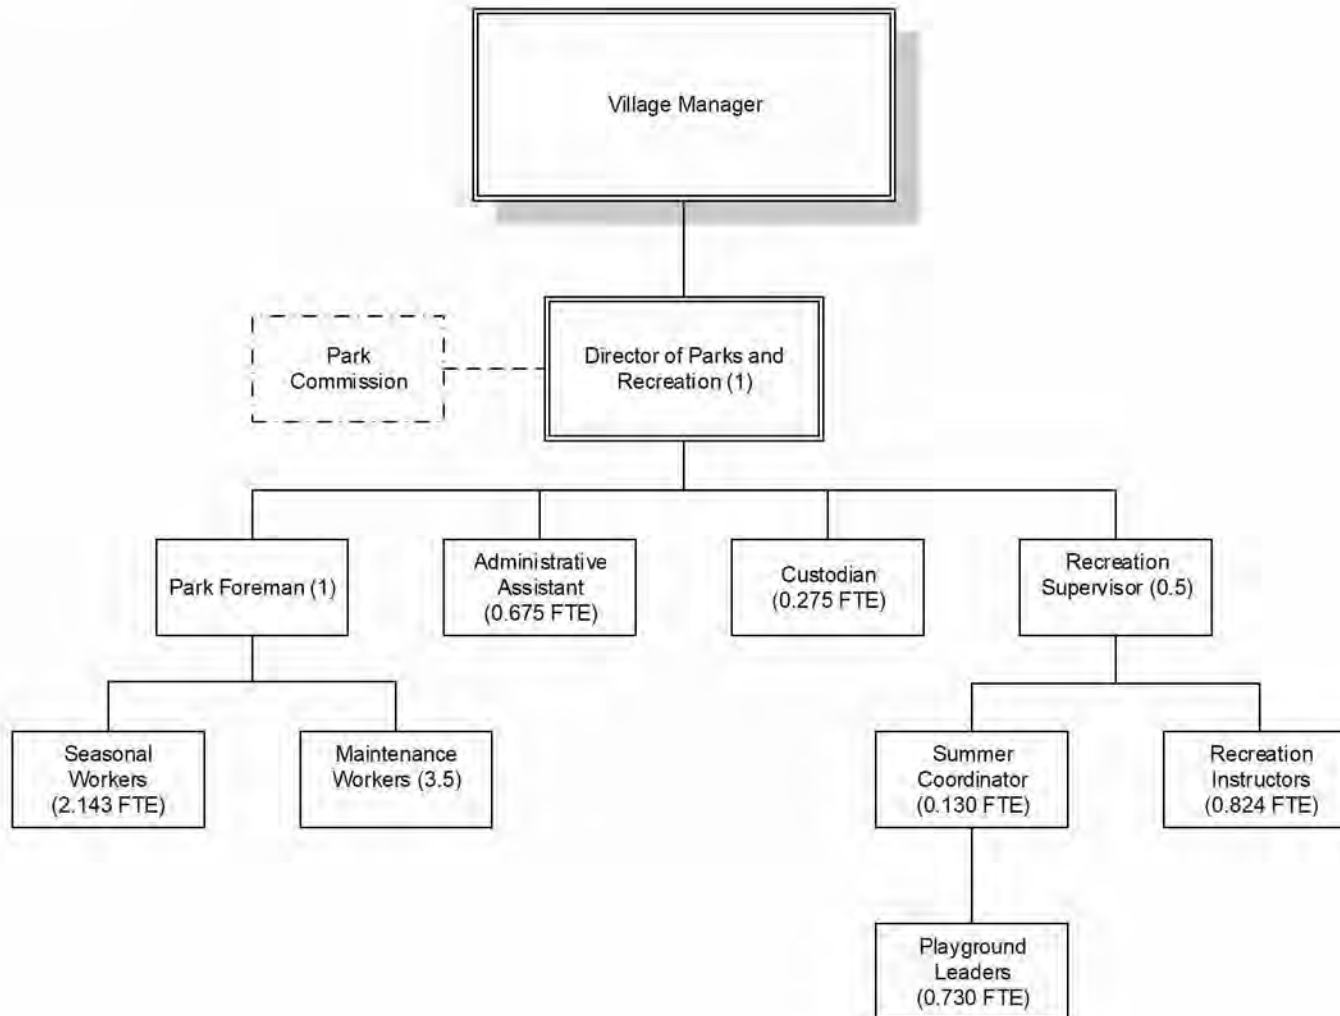 Village Manager
Park
Commission
Director of Parks and
Recreation (1)
Park Foreman (1)
Administrative
Assistant
(0.675 FTE)
Custodian
(0.275 FTE)
Recreation
Supervisor (0.5)
Seasonal
Workers
(2.143 FTE)
Maintenance
Workers (3.5)
Summer
Coordinator
(0.130 FTE)
Recreation
Instructors
(0.824 FTE)
Playground
Leaders
(0.730 FTE)